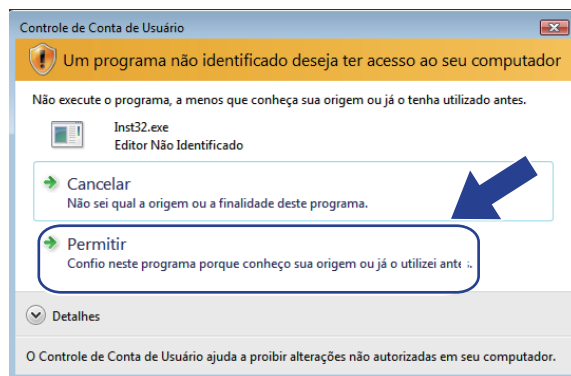 Controle de Conta de Usuário
Um programa não identificado deseja ter acesso ao seu computador
Não execute o programa, a menos que conheça sua origem ou já o tenha utilizado antes.
Inst32.exe
Editor Não Identificado
Cancelar
Não sei qual a origem ou a finalidade deste programa.
Permitir
Confio neste programa porque conheço sua origem ou já o utilizei antes.
Detalhes
O Controle de Conta de Usuário ajuda a proibir alterações não autorizadas em seu computador.